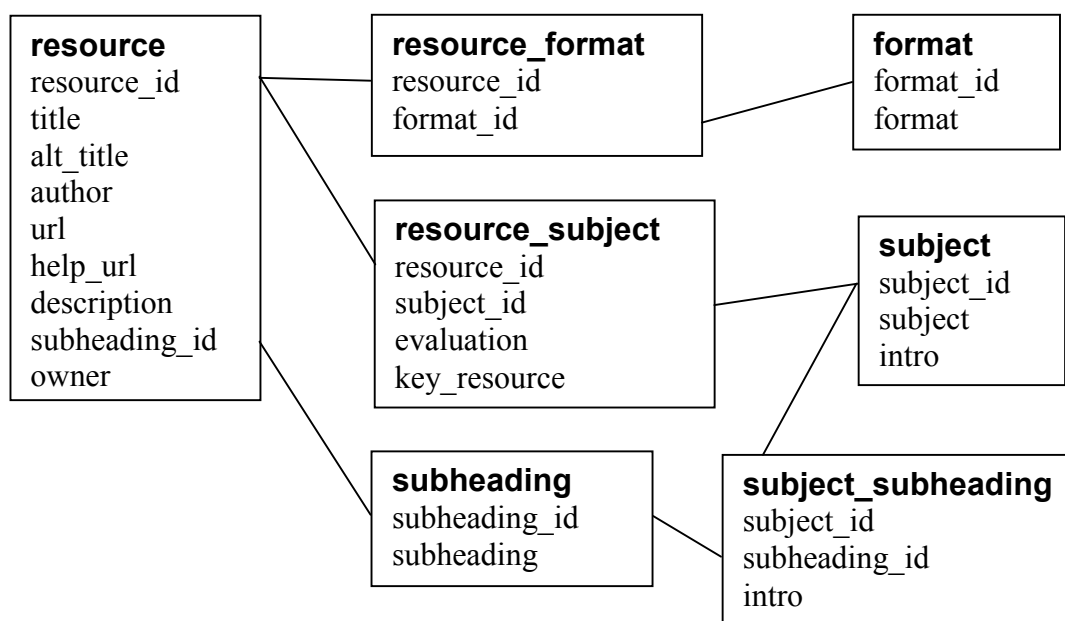 resource
resource_id
title
alt_title
author
url
help_url
description
subheading_id
owner
resource_format
resource_id
format_id
format
format_id
format
resource_subject
resource_id
subject_id
evaluation
key_resource
subject
subject_id
subject
intro
subheading
subheading_id
subheading
subject_subheading
subject_id
subheading_id
intro